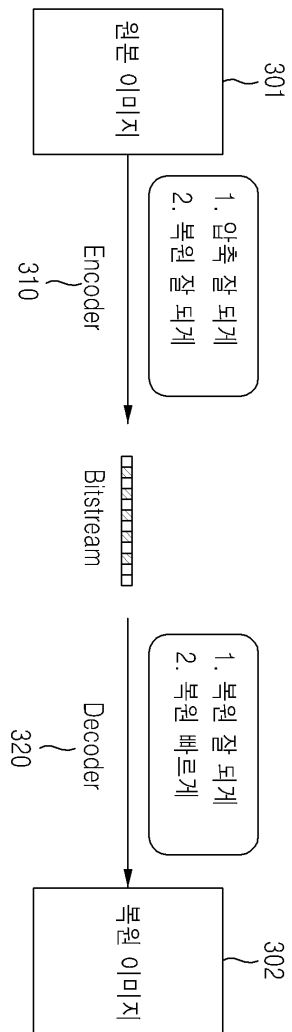 301
원본 이미지
1. 압축 잘 되게
2. 복원 잘 되게
Encoder
310
Bitstream
1. 복원 잘 되게
2. 복원 빠르게
Decoder
320
302
복원 이미지